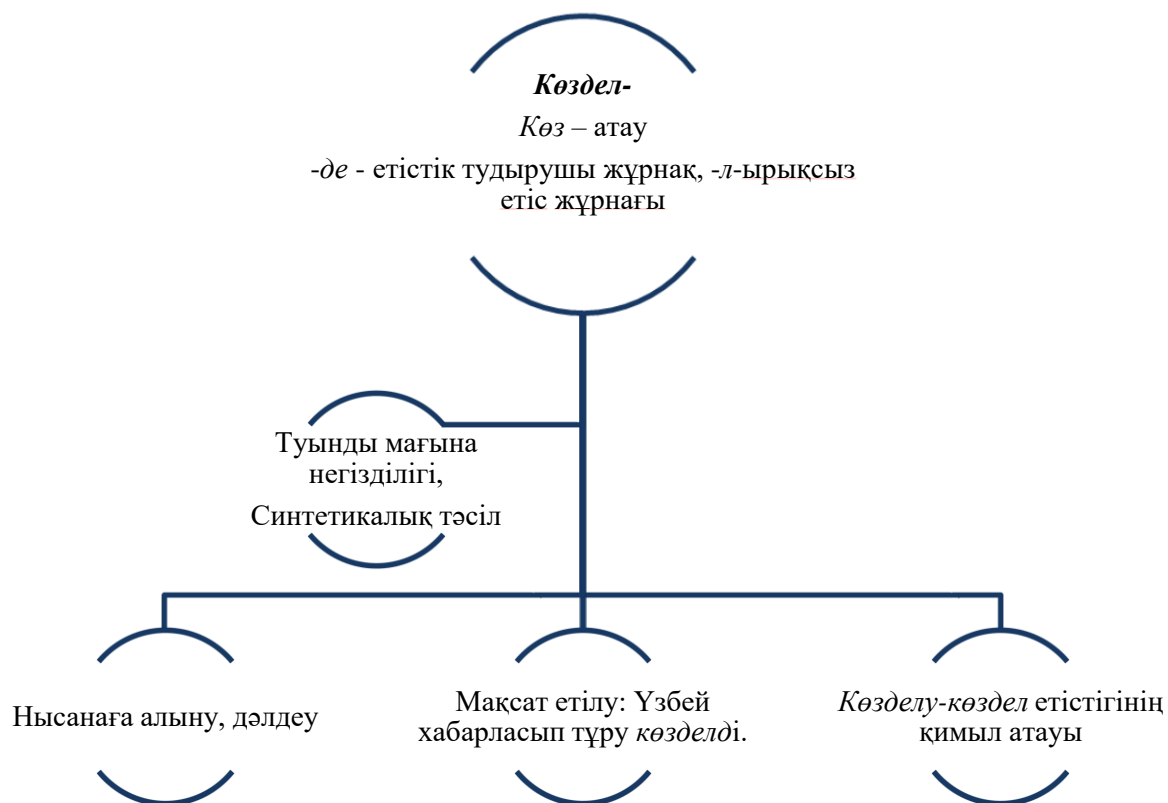 Көздел-
Көз – атау
-де - етістік тудырушы жұрнақ, -л-ырықсыз
етіс жұрнағы
Туынды мағына
негізділігі,
Синтетикалық тәсіл
Нысанаға алыну, дәлдеу
Мақсат етілу: Үзбей
хабарласып тұру көзделді.
Көзделу-көздел етістігінің
қимыл атауы